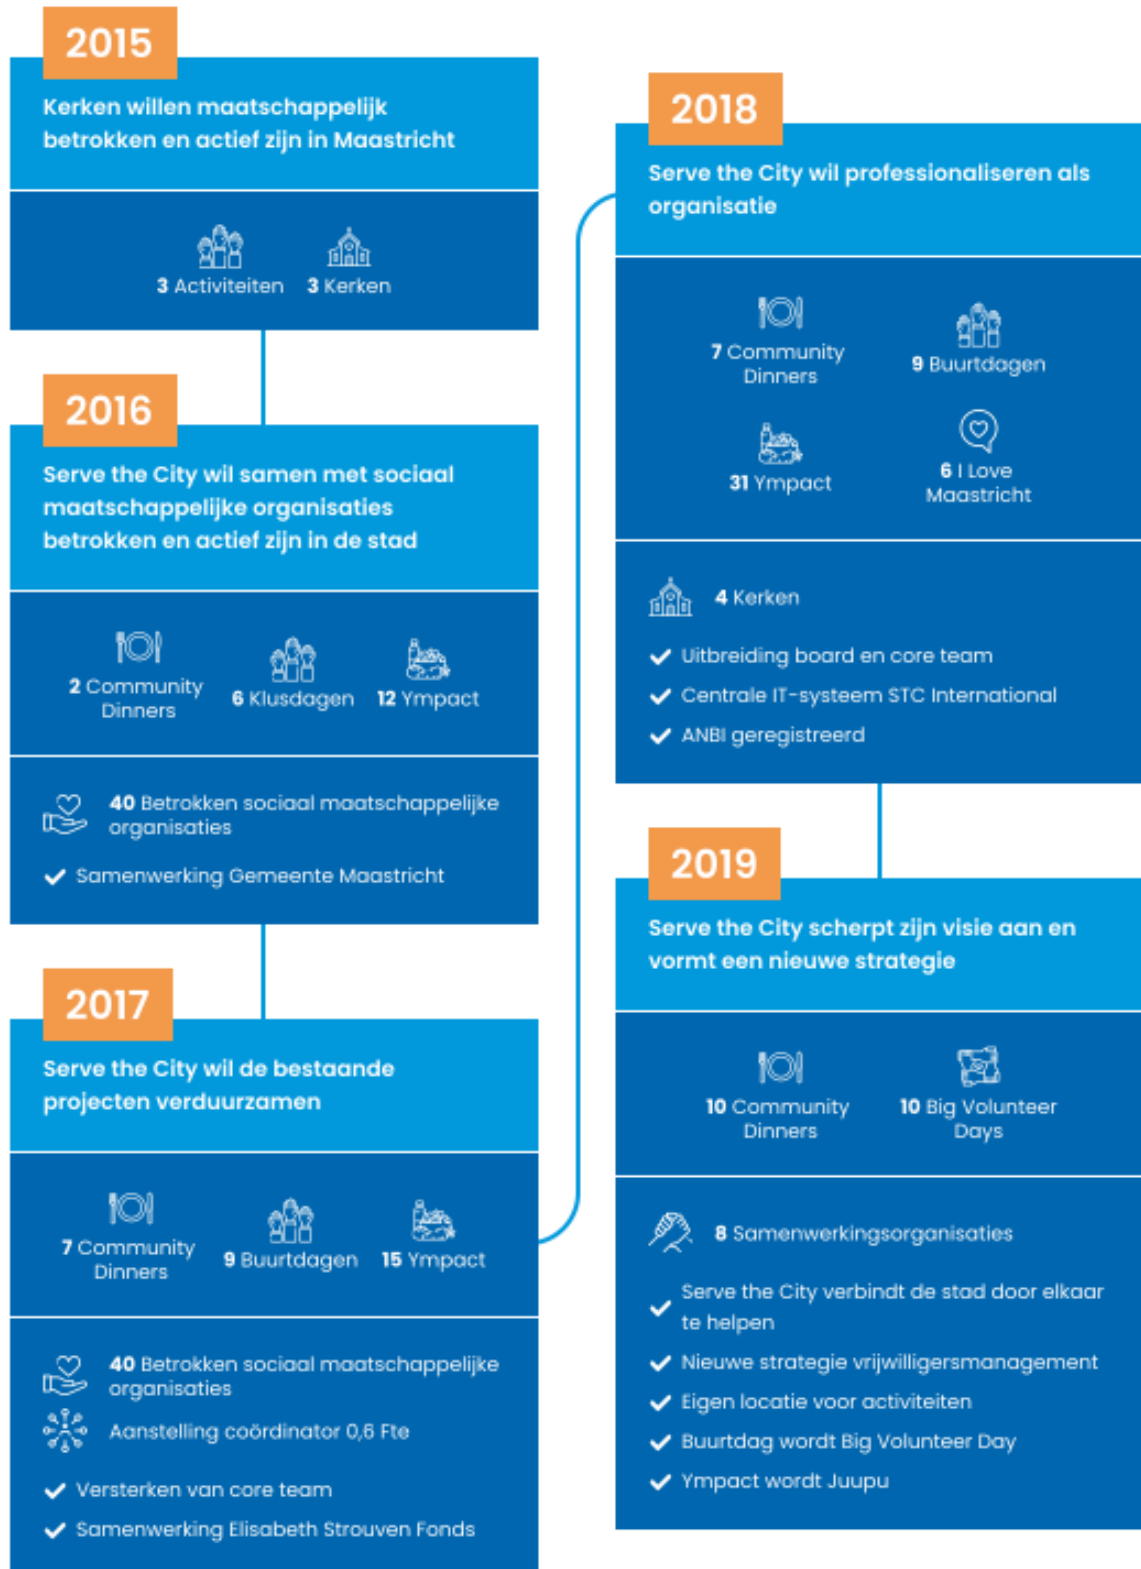 2015
Kerken willen maatschappelijk
betrokken en actief zijn in Maastricht
3 Activiteiten
3 Kerken
2016
Serve the City wil samen met sociaal
maatschappelijke organisaties
betrokken en actief zijn in de stad
2 Community
Dinners
6 Klusdagen
12 Ympact
40 Betrokken sociaal maatschappelijke
organisaties
Samenwerking Gemeente Maastricht
2017
Serve the City wil de bestaande
projecten verduurzamen
7 Community
Dinners
9 Buurtdagen
15 Ympact
40 Betrokken sociaal maatschappelijke
organisaties
Aanstelling coördinator 0,6 Fte
Versterken van core team
Samenwerking Elisabeth Strouven Fonds
2018
Serve the City wil professionaliseren als
organisatie
7 Community
Dinners
9 Buurtdagen
31 Ympact
6 I Love
Maastricht
4 Kerken
Uitbreiding board en core team
Centrale IT-systeem STC International
ANBI geregistreerd
2019
Serve the City scherpt zijn visie aan en
vormt een nieuwe strategie
10 Community
Dinners
10 Big Volunteer
Days
8 Samenwerkingsorganisaties
Serve the City verbindt de stad door elkaar
te helpen
Nieuwe strategie vrijwilligersmanagement
Eigen locatie voor activiteiten
Buurtdag wordt Big Volunteer Day
Ympact wordt Juupu